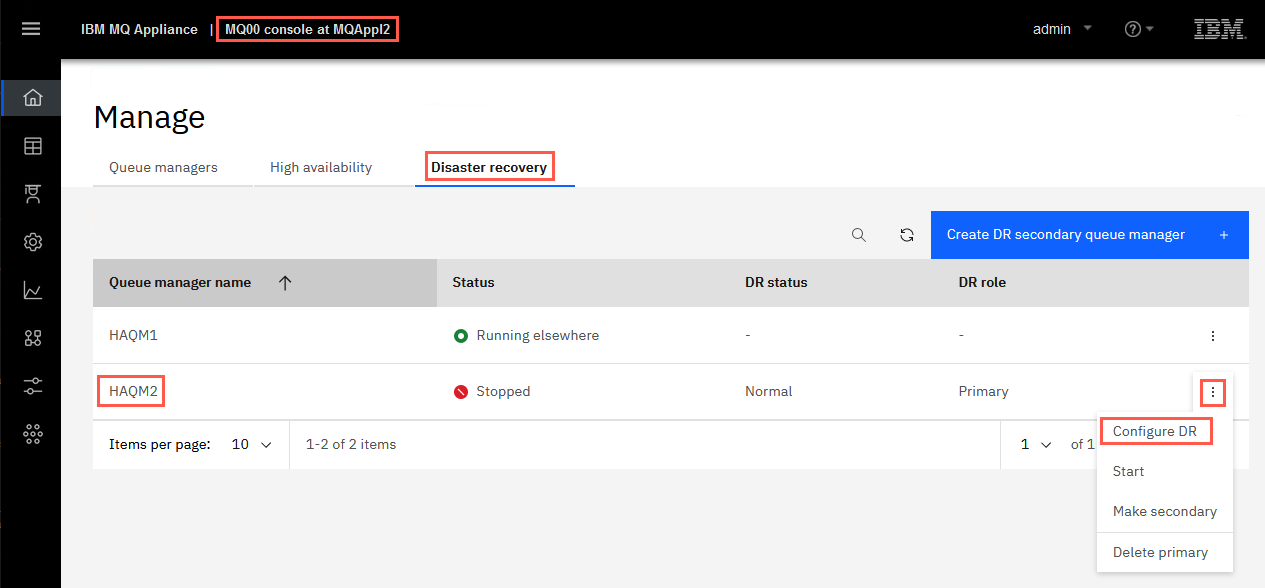 IBM MQ Appliance | MQ00 console at MQAppl2 admin IBM
Manage
Queue managers High availability Disaster recovery
Create DR secondary queue manager +
Queue manager name Status DR status DR role
HAQM1 Running elsewhere - -
HAQM2 Stopped Normal Primary
Items per page: 10 1-2 of 2 items 1 of 1
Configure DR
Start
Make secondary
Delete primary